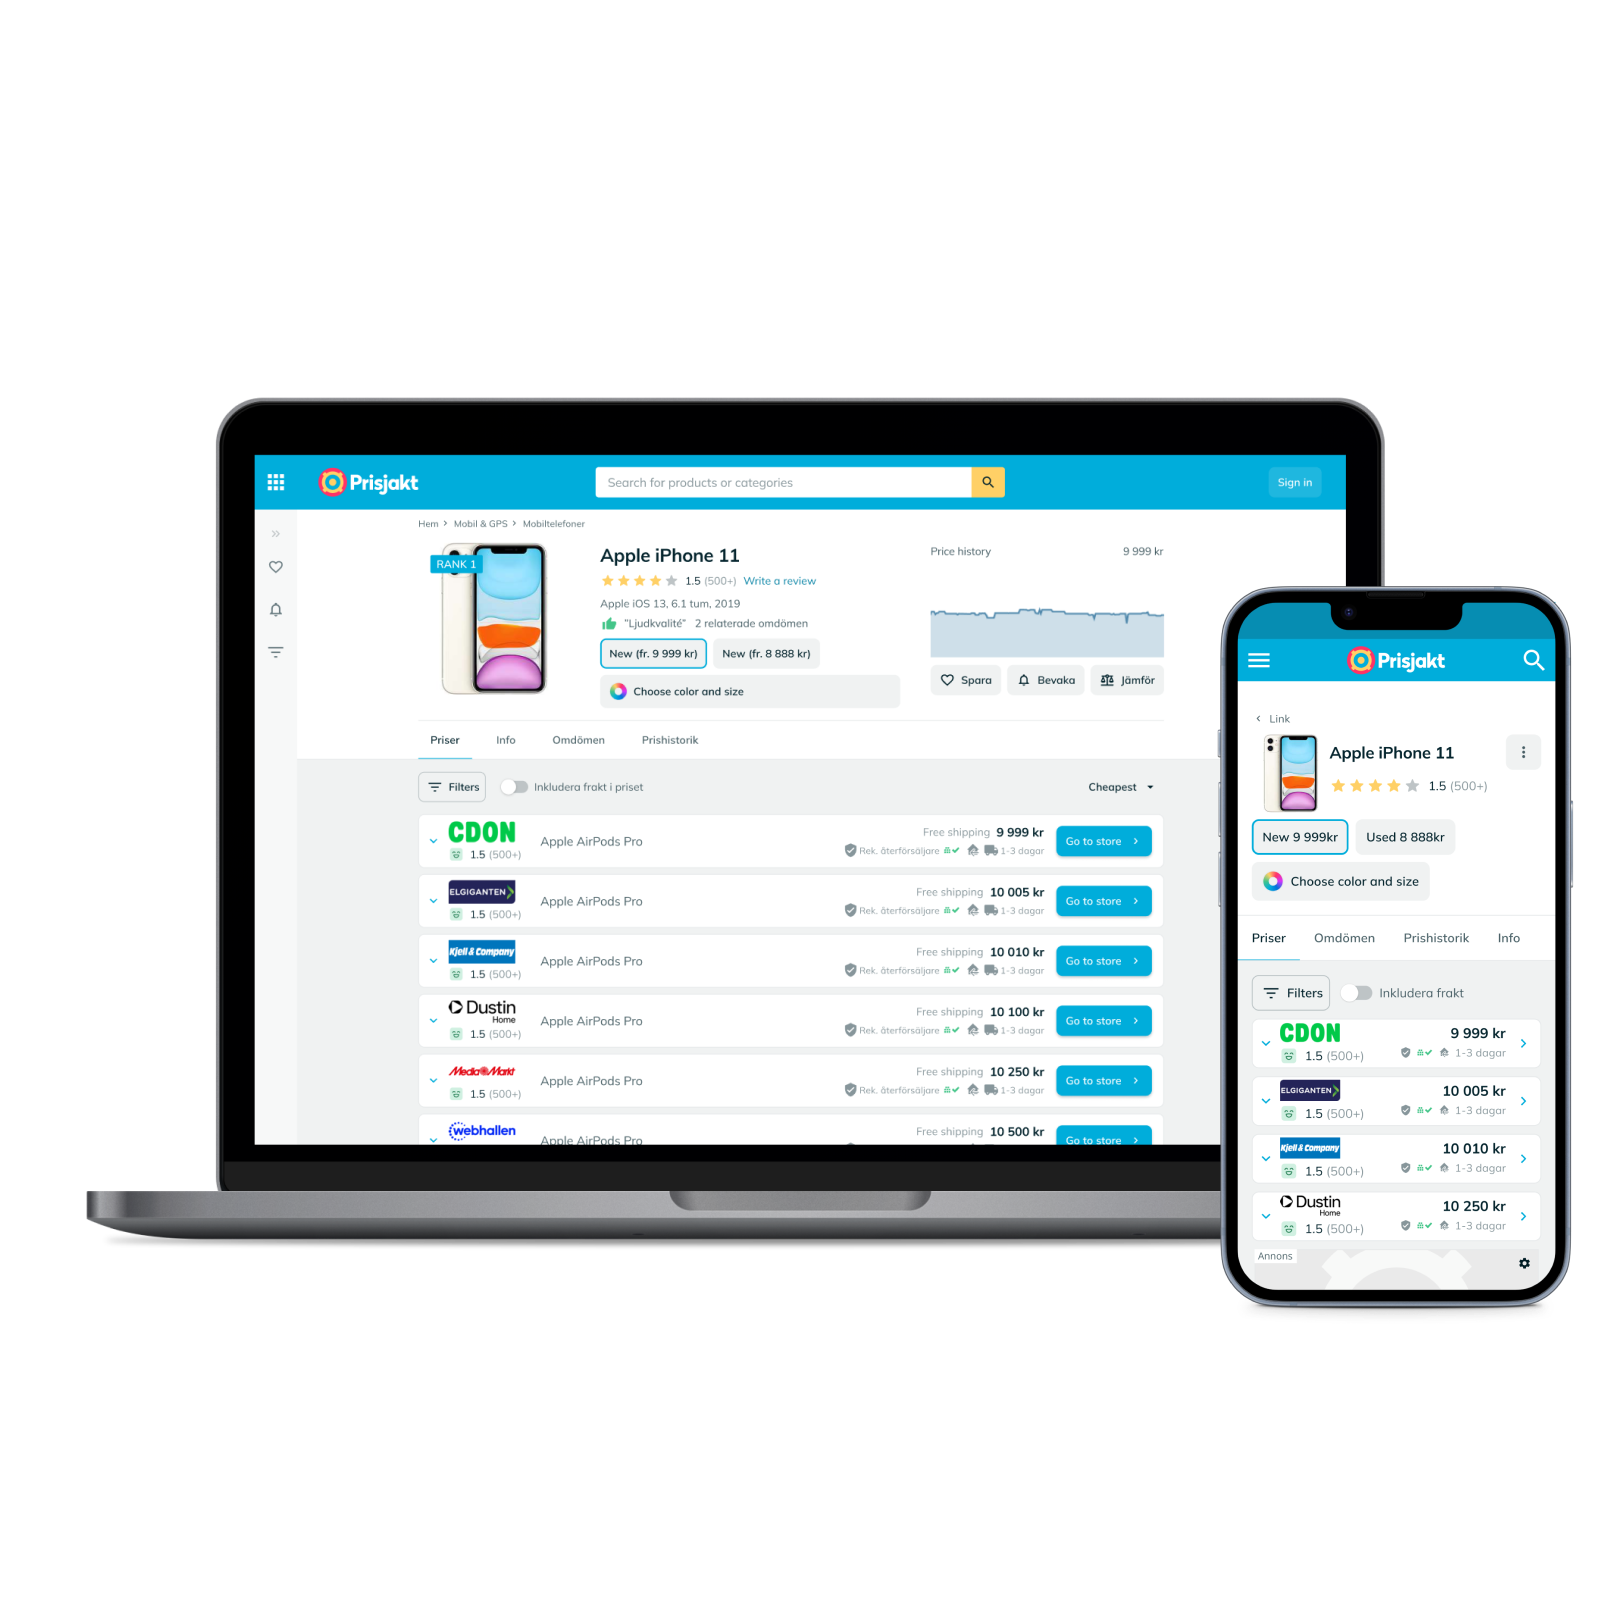 Prisjakt
Search for products or categories
Sign in
Hem > Mobil & GPS > Mobiltelefoner
RANK 1
Apple iPhone 11
1.5 (500+) Write a review
Apple iOS 13, 6.1 tum, 2019
"Ljudkvalité" 2 relaterade omdömen
New (fr. 9 999 kr) New (fr. 8 888 kr)
Choose color and size
Price history 9 999 kr
Spara Bevaka Jämför
Priser Info Omdömen Prishistorik
Filters Inkludera frakt i priset Cheapest
CDON
1.5 (500+)
Apple AirPods Pro
Free shipping 9 999 kr
Rek. återförsäljare 1-3 dagar
Go to store
ELGIGANTEN
1.5 (500+)
Apple AirPods Pro
Free shipping 10 005 kr
Rek. återförsäljare 1-3 dagar
Go to store
Kjell & Company
1.5 (500+)
Apple AirPods Pro
Free shipping 10 010 kr
Rek. återförsäljare 1-3 dagar
Go to store
Dustin
Home
1.5 (500+)
Apple AirPods Pro
Free shipping 10 100 kr
Rek. återförsäljare 1-3 dagar
Go to store
MediaMarkt
1.5 (500+)
Apple AirPods Pro
Free shipping 10 250 kr
Rek. återförsäljare 1-3 dagar
Go to store
webhallen
Apple AirPods Pro
Free shipping 10 500 kr
Go to store
Prisjakt
Link
Apple iPhone 11
1.5 (500+)
New 9 999kr Used 8 888kr
Choose color and size
Priser Omdömen Prishistorik Info
Filters Inkludera frakt
CDON
1.5 (500+)
9 999 kr
1-3 dagar
ELGIGANTEN
1.5 (500+)
10 005 kr
1-3 dagar
Kjell & Company
1.5 (500+)
10 010 kr
1-3 dagar
Dustin
Home
1.5 (500+)
10 250 kr
1-3 dagar
Annons